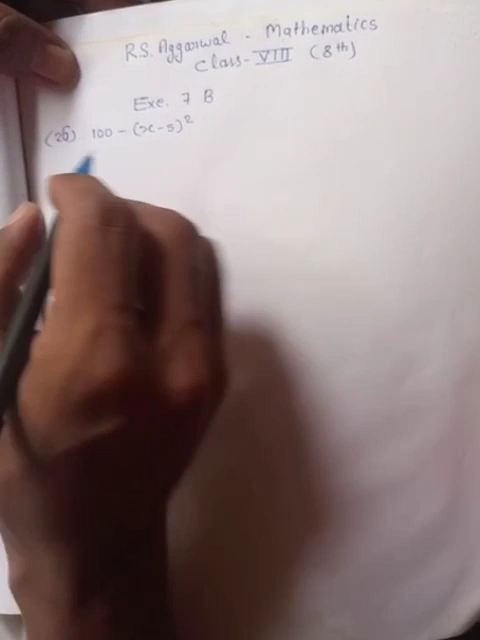 R.S. Aggarwal - Mathematics
Class-VIII (8th)
Exe. 7 B
(26) 100 - (x-5)²